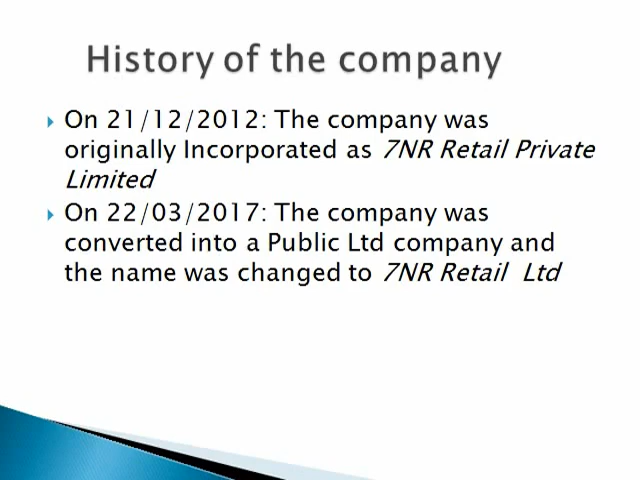 History of the company
On 21/12/2012: The company was
originally Incorporated as 7NR Retail Private
Limited
On 22/03/2017: The company was
converted into a Public Ltd company and
the name was changed to 7NR Retail Ltd